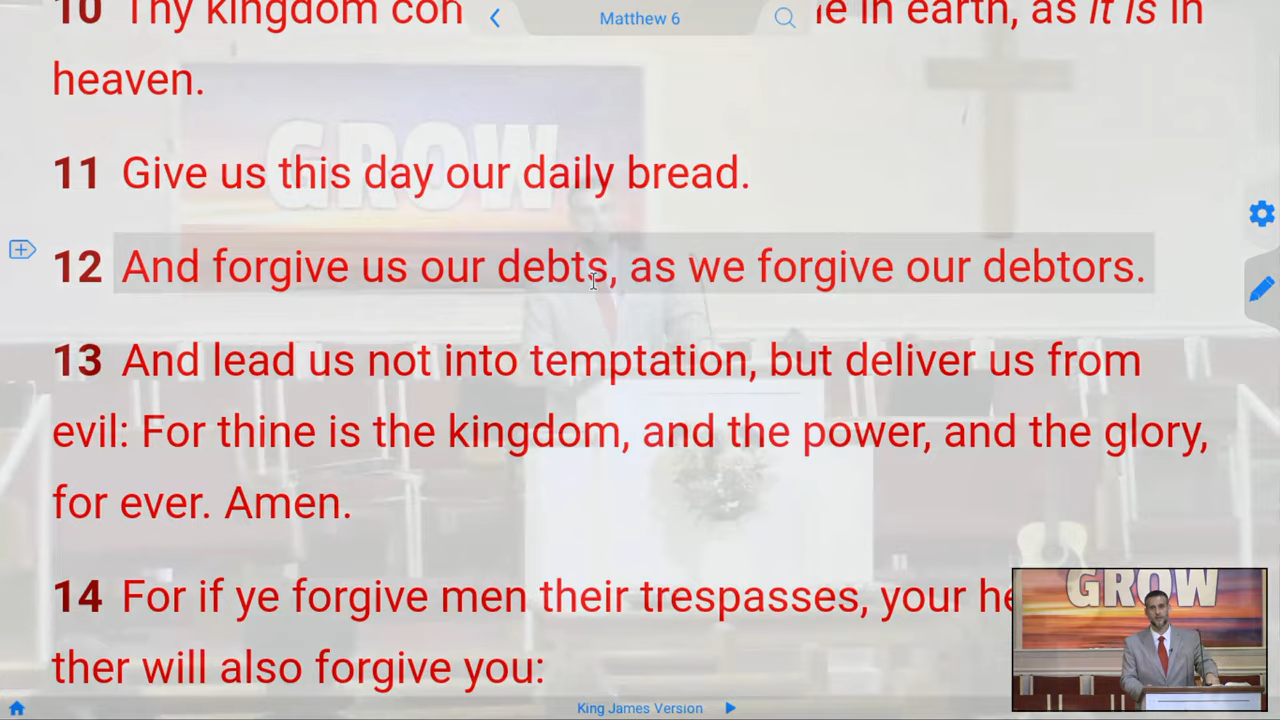 Matthew 6
10 Thy kingdom in earth, as it is in
heaven.
GROW
11 Give us this day our daily bread.
12 And forgive us our debts, as we forgive our debtors.
13 And lead us not into temptation, but deliver us from
evil: For thine is the kingdom, and the power, and the glory,
for ever. Amen.
14 For if ye forgive men their trespasses, your
ther will also forgive you:
GROW
King James Version